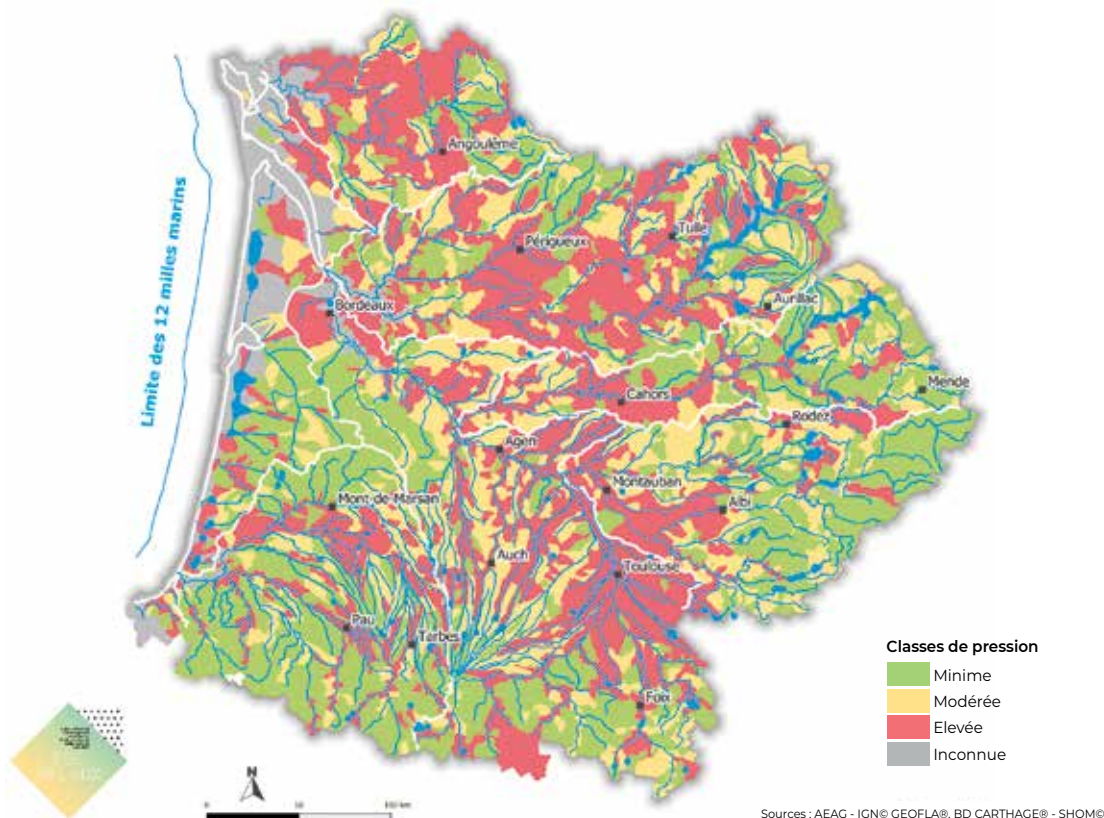 Limite des 12 milles marins
Angoulême
Périgueux
Tulle
Bordeaux
Aurillac
Mende
Cahors
Rodez
Agen
Montauban
Mont-de-Marsan
Albi
Auch
Toulouse
Pau
Tarbes
Foix
Classes de pression
Minime
Modérée
Elevée
Inconnue
N
0
100 km
Sources : AEAG - IGN© GEOFLA®, BD CARTHAGE® - SHOM©